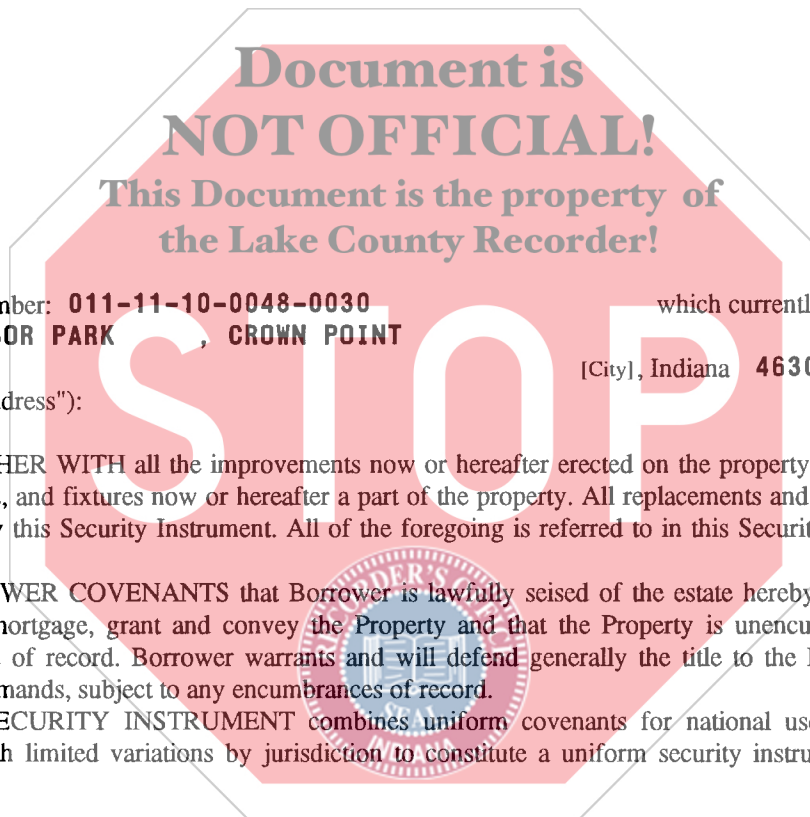 Document is
NOT OFFICIAL!
This Document is the property of
the Lake County Recorder!
mber: 011-11-10-0048-0030 which currentl
OR PARK , CROWN POINT
[City], Indiana 4630
dress"):
STOP
HER WITH all the improvements now or hereafter erected on the property
, and fixtures now or hereafter a part of the property. All replacements and
y this Security Instrument. All of the foregoing is referred to in this Securit
WER COVENANTS that Borrower is lawfully seised of the estate hereby
nortgage, grant and convey the Property and that the Property is unencu
of record. Borrower warrants and will defend generally the title to the
mands, subject to any encumbrances of record.
ECURITY INSTRUMENT combines uniform covenants for national us
h limited variations by jurisdiction to constitute a uniform security instru
SEAL
INDIANA